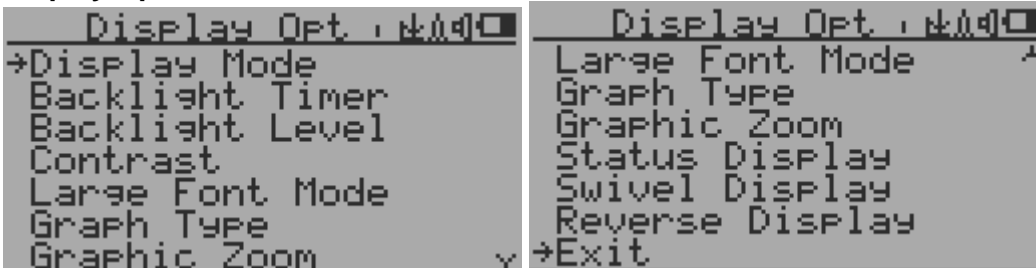 Display Opt
→Display Mode
Backlight Timer
Backlight Level
Contrast
Large Font Mode
Graph Type
Graphic Zoom
Display Opt
Large Font Mode
Graph Type
Graphic Zoom
Status Display
Swivel Display
Reverse Display
→Exit